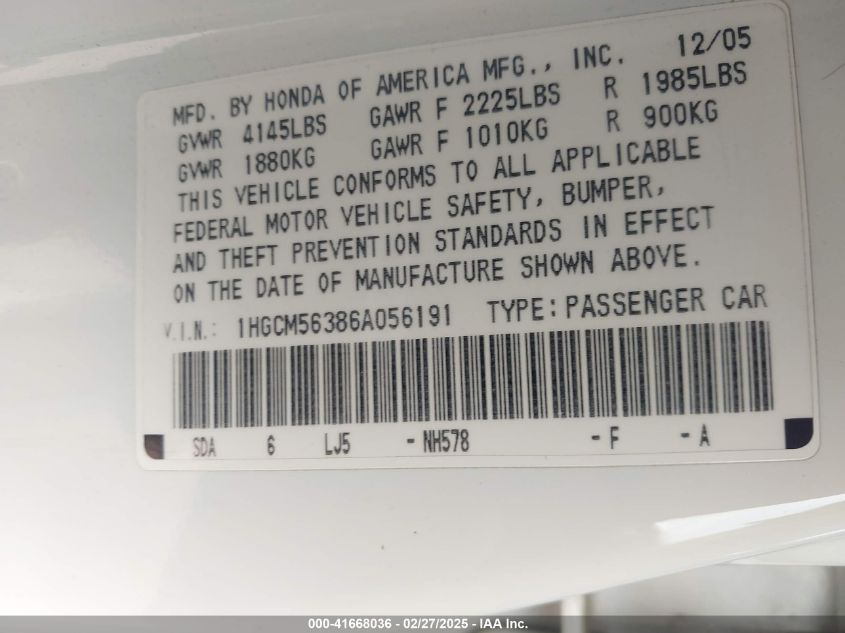 MFD. BY HONDA OF AMERICA MFG., INC. 12/05
GVWR 4145LBS GAWR F 2225LBS R 1985LBS
GVWR 1880KG GAWR F 1010KG R 900KG
THIS VEHICLE CONFORMS TO ALL APPLICABLE
FEDERAL MOTOR VEHICLE SAFETY, BUMPER,
AND THEFT PREVENTION STANDARDS IN EFFECT
ON THE DATE OF MANUFACTURE SHOWN ABOVE.
V.I.N.: 1HGCM56386A056191 TYPE: PASSENGER CAR
SDA 6 LJ5 -NH578 -F -A
000-41668036 - 02/27/2025 - IAA Inc.